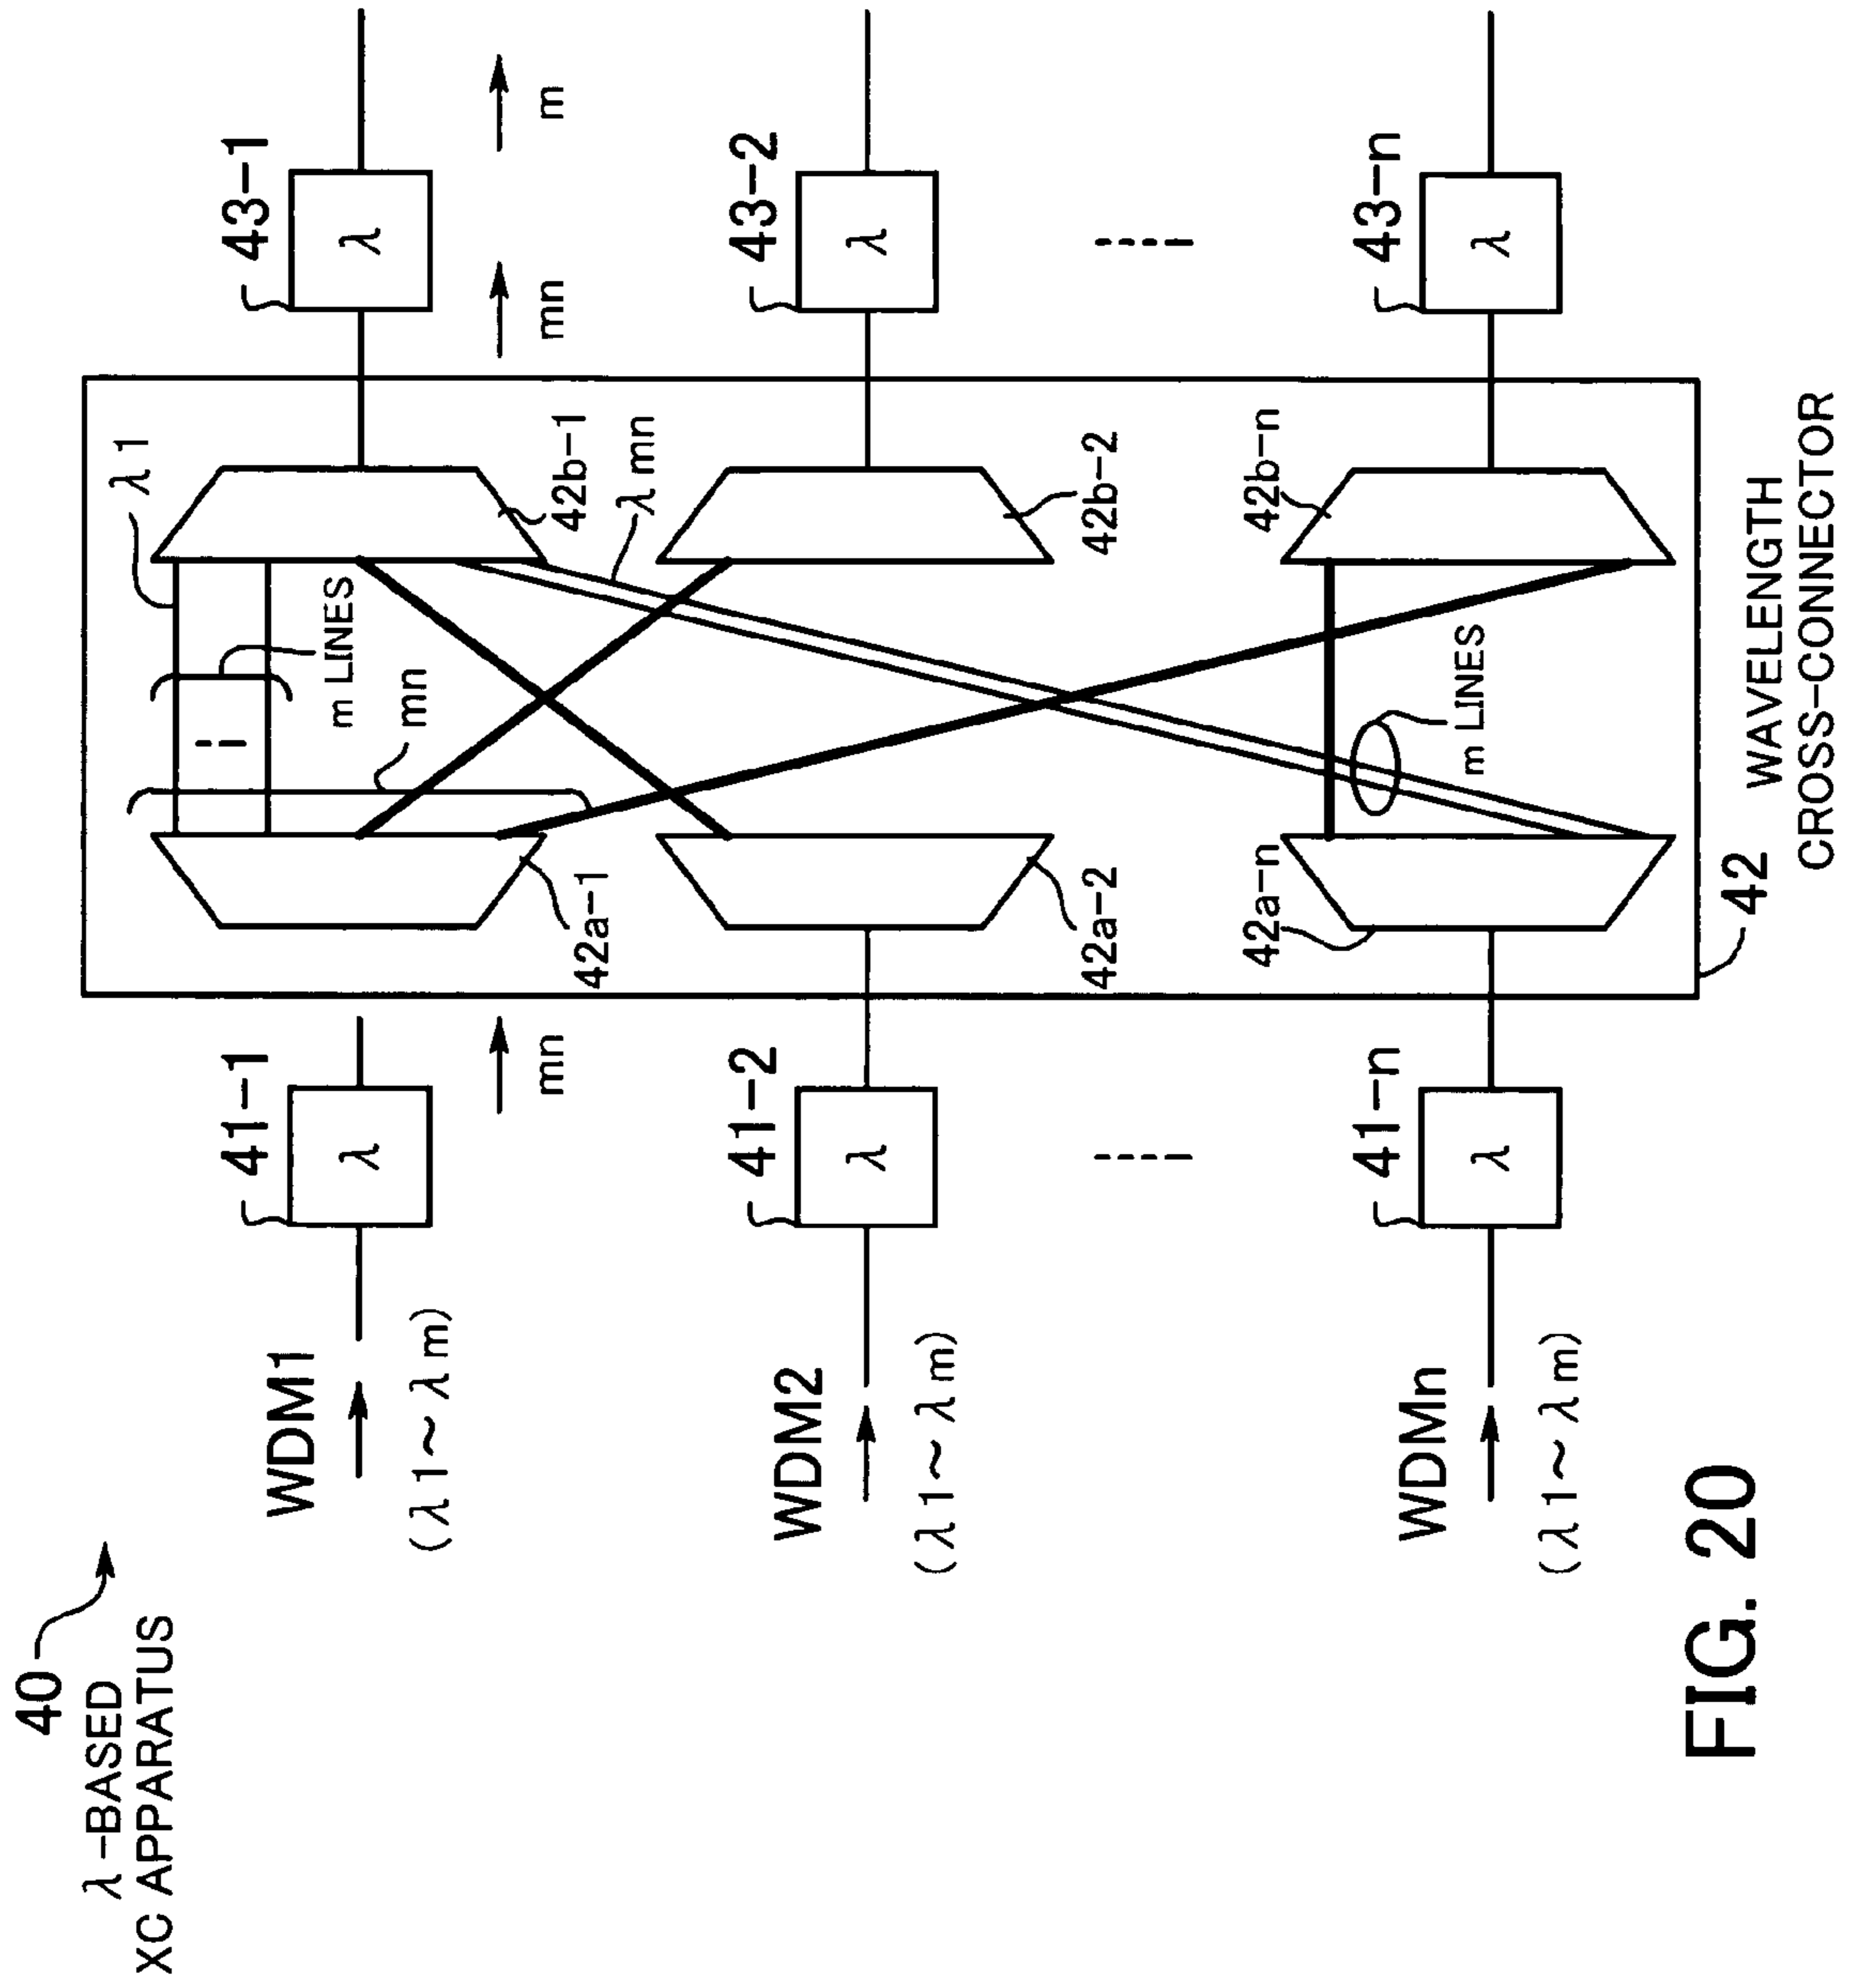 40
λ-BASED
XC APPARATUS
WDM1
(λ1~λm)
41-1
λ
mn
42a-1
mn
m LINES
λ1
42b-1
λmn
43-1
λ
mn
m
WDM2
(λ1~λm)
41-2
λ
42a-2
42b-2
43-2
λ
WDMn
(λ1~λm)
41-n
λ
42a-n
m LINES
42b-n
43-n
λ
42
WAVELENGTH
CROSS-CONNECTOR
FIG. 20